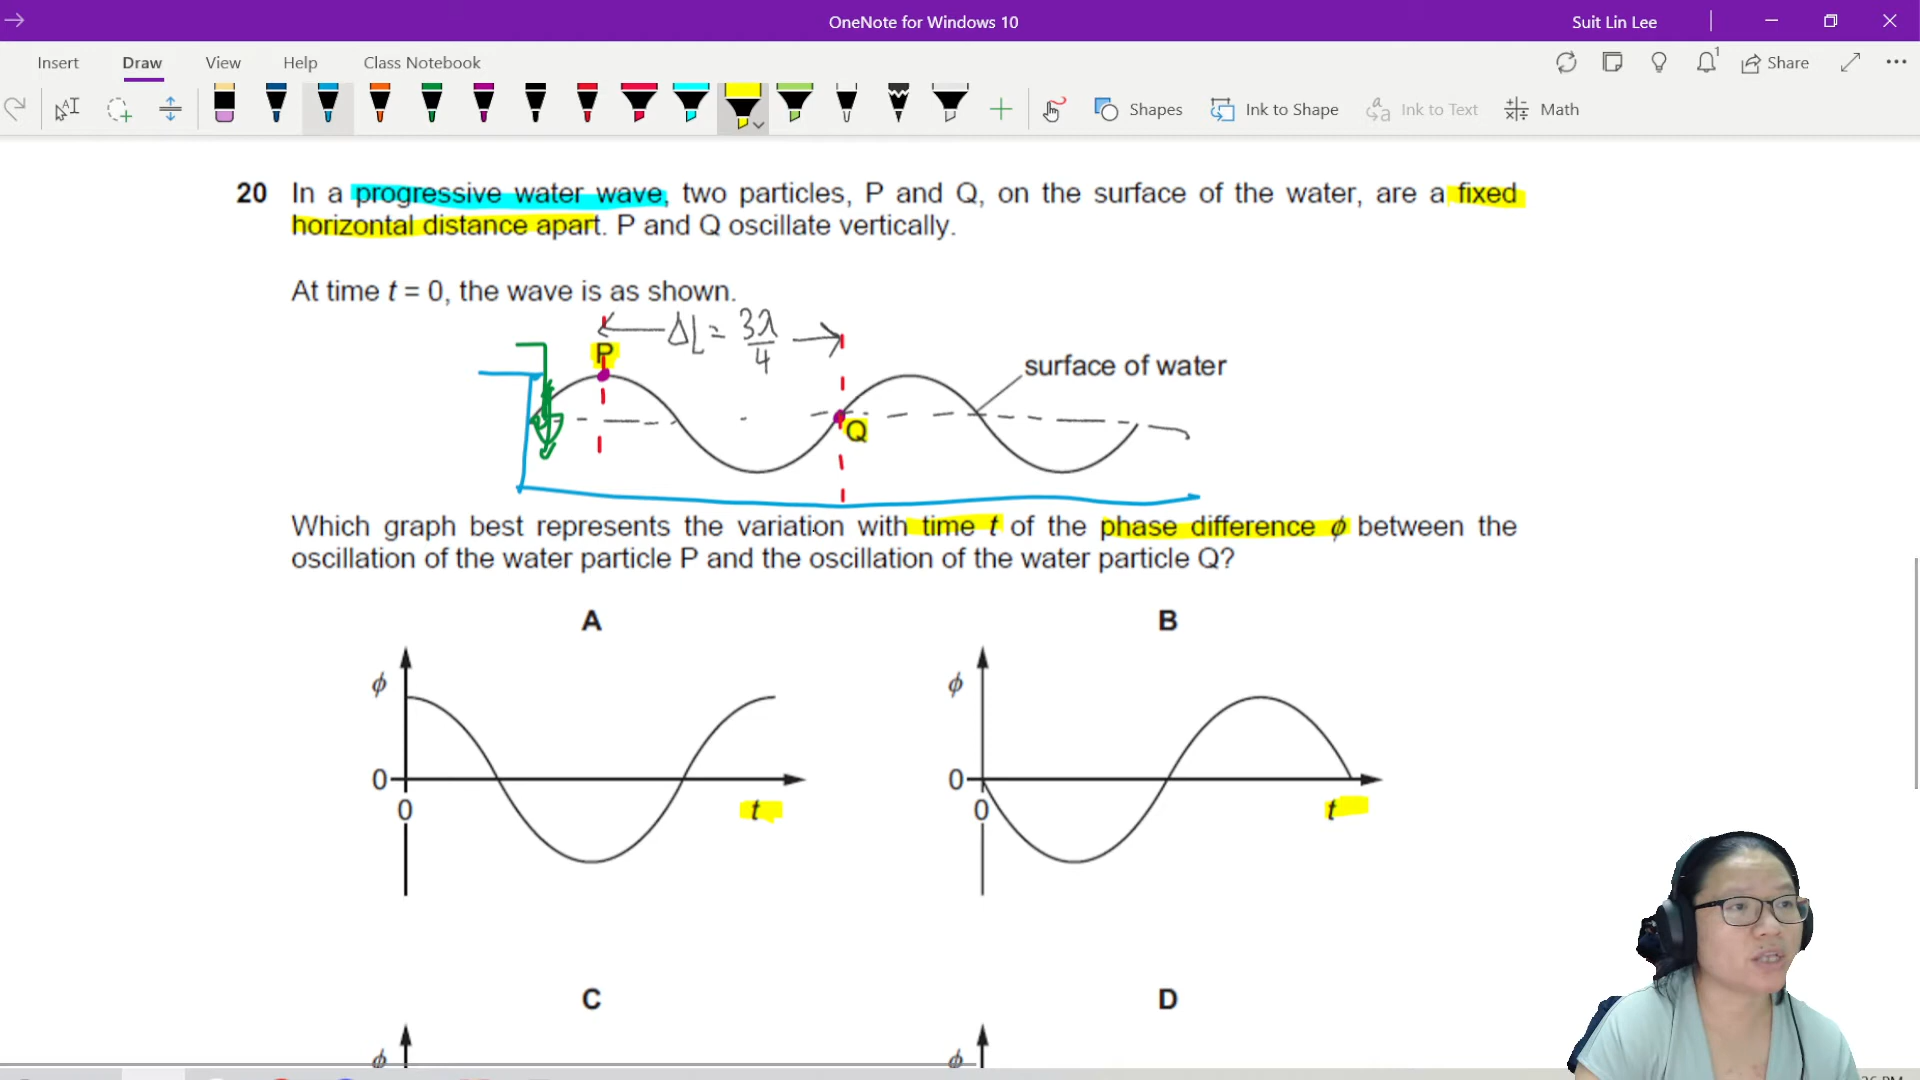 OneNote for Windows 10
Suit Lin Lee
Insert
Draw
View
Help
Class Notebook
1
Share
Shapes
Ink to Shape
Ink to Text
Math
20 In a progressive water wave, two particles, P and Q, on the surface of the water, are a fixed
horizontal distance apart. P and Q oscillate vertically.
At time t = 0, the wave is as shown.
ΔL = 3λ/4
P
surface of water
Q
Which graph best represents the variation with time t of the phase difference ϕ between the
oscillation of the water particle P and the oscillation of the water particle Q?
A
B
ϕ
ϕ
0
0
0
t
0
t
C
D
ϕ
ϕ